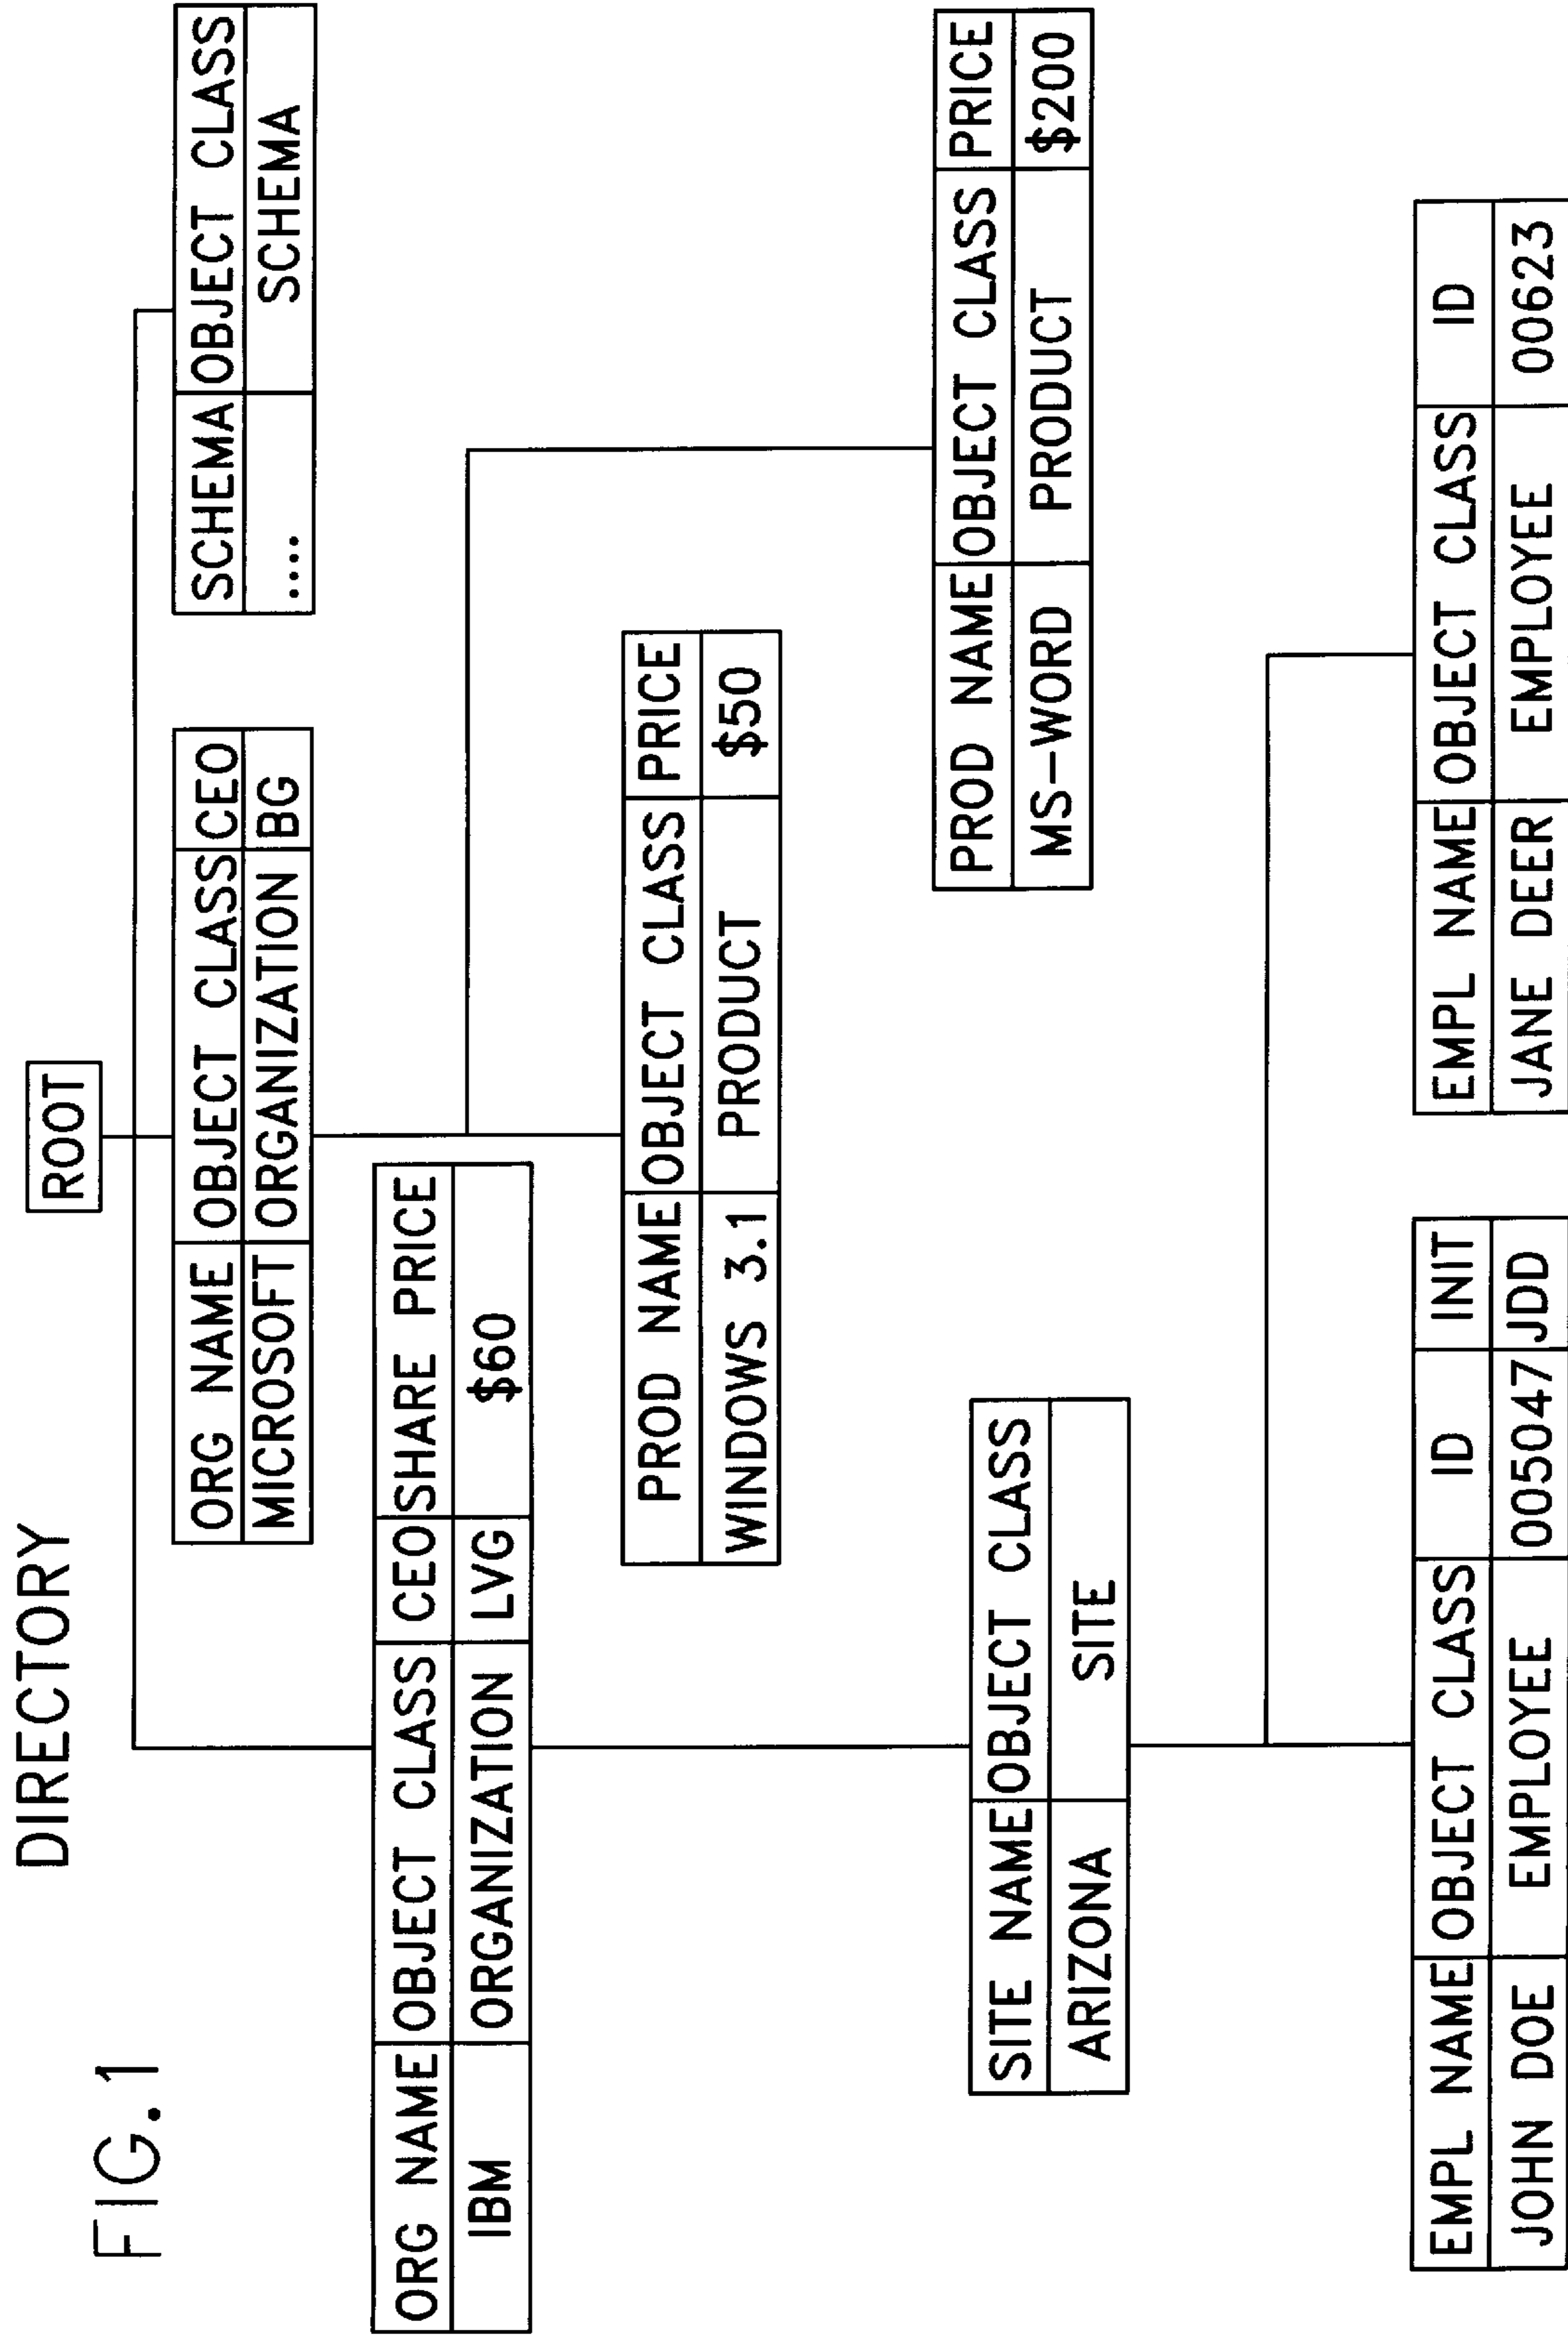 FIG. 1
DIRECTORY
ROOT
ORG NAME OBJECT CLASS CEO
MICROSOFT ORGANIZATION BG
SCHEMA OBJECT CLASS
.... SCHEMA
ORG NAME OBJECT CLASS CEO SHARE PRICE
IBM ORGANIZATION LVG $60
PROD NAME OBJECT CLASS PRICE
WINDOWS 3.1 PRODUCT $50
PROD NAME OBJECT CLASS PRICE
MS-WORD PRODUCT $200
SITE NAME OBJECT CLASS
ARIZONA SITE
EMPL NAME OBJECT CLASS ID INIT
JOHN DOE EMPLOYEE 005047 JDD
EMPL NAME OBJECT CLASS ID
JANE DEER EMPLOYEE 00623